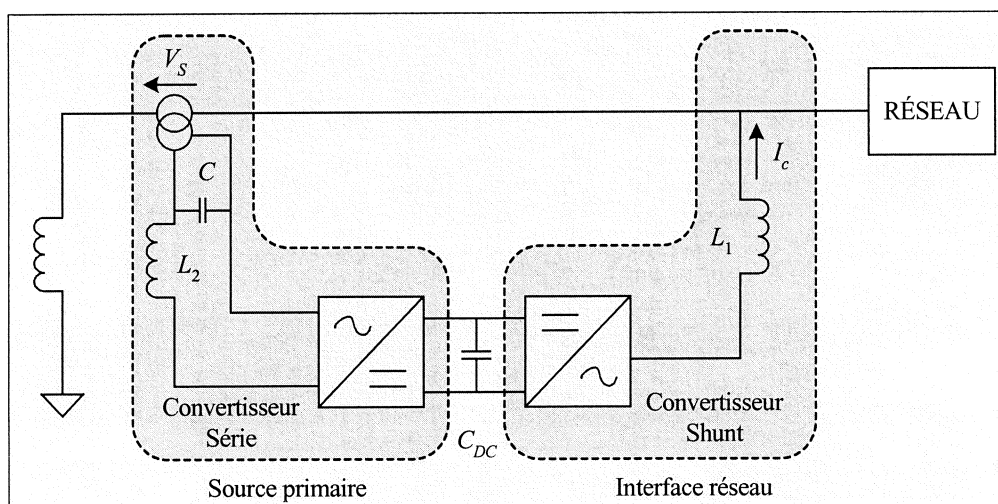 V_S
RÉSEAU
C
I_c
L_2
L_1
Convertisseur
Série
Convertisseur
Shunt
C_DC
Source primaire
Interface réseau